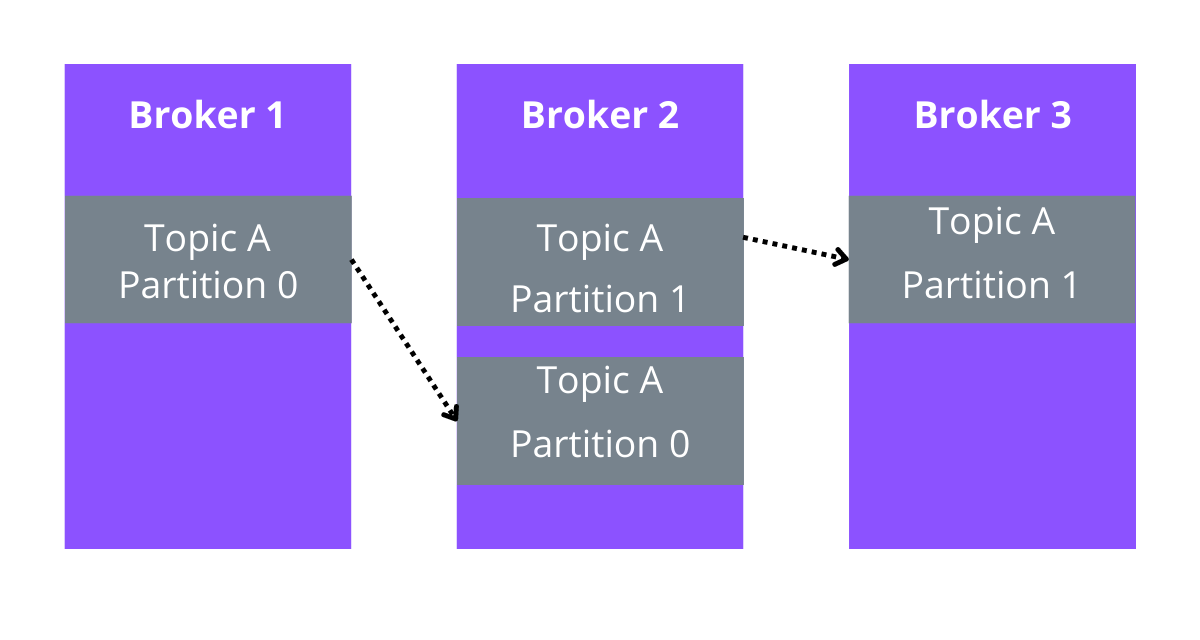 Broker 1
Topic A
Partition 0
Broker 2
Topic A
Partition 1
Topic A
Partition 0
Broker 3
Topic A
Partition 1